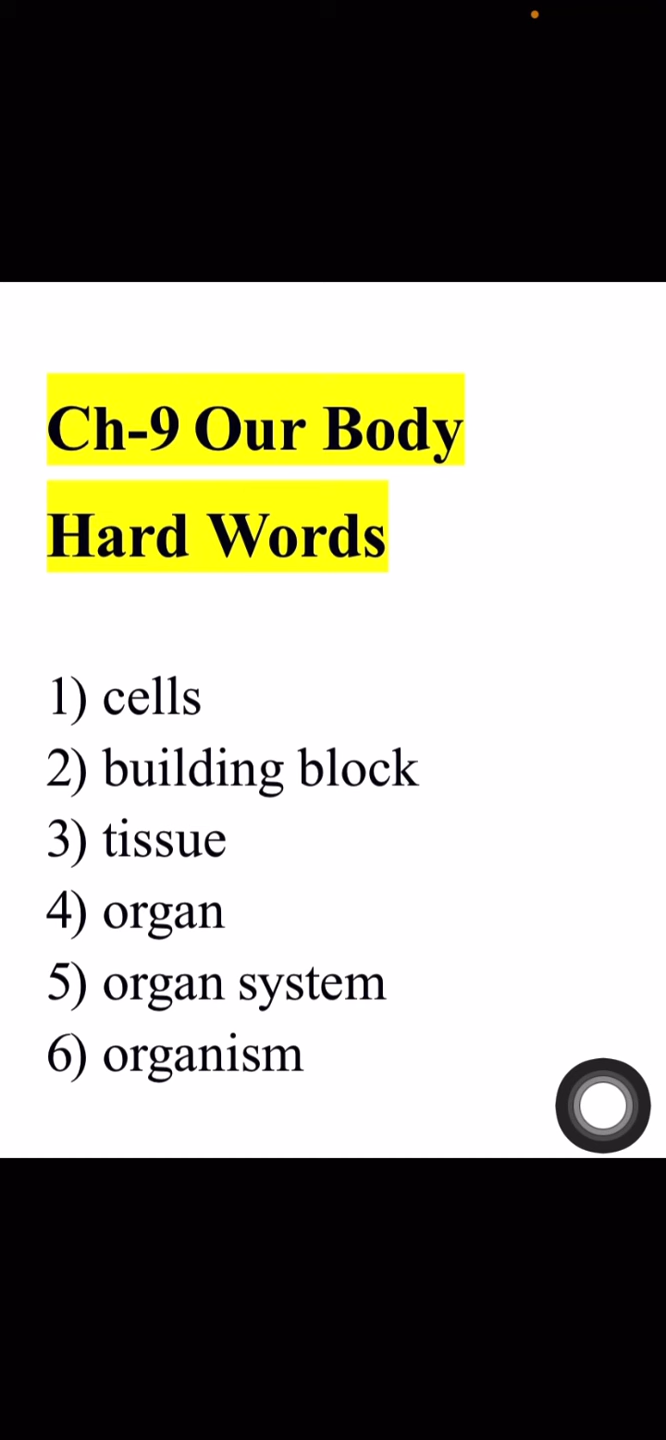 Ch-9 Our Body
Hard Words
1) cells
2) building block
3) tissue
4) organ
5) organ system
6) organism